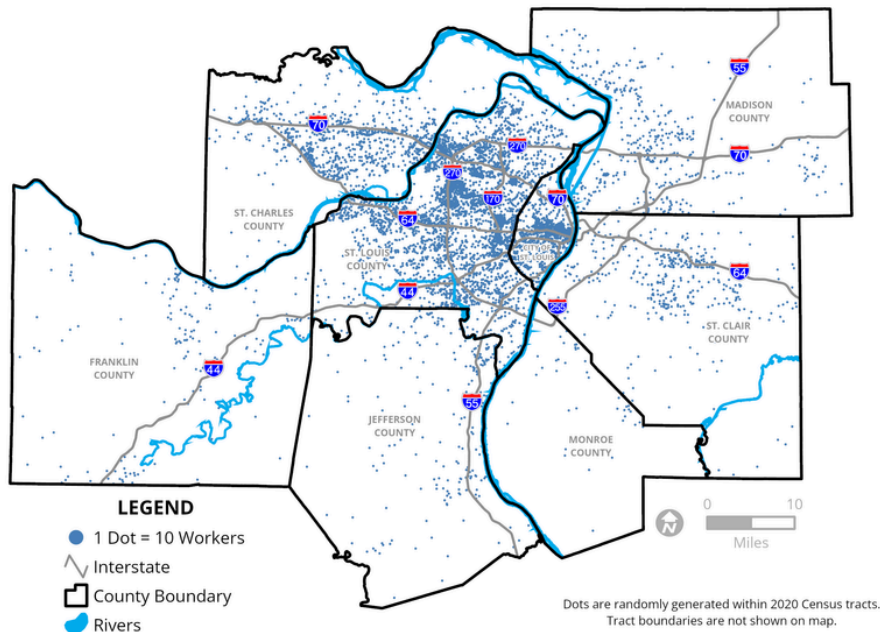 55
MADISON
COUNTY
70
270
70
270
170
70
ST. CHARLES
COUNTY
64
CITY OF
ST. LOUIS
ST. LOUIS
COUNTY
64
44
255
ST. CLAIR
COUNTY
FRANKLIN
COUNTY
44
55
JEFFERSON
COUNTY
MONROE
COUNTY
LEGEND
1 Dot = 10 Workers
Interstate
County Boundary
Rivers
N
0 10
Miles
Dots are randomly generated within 2020 Census tracts.
Tract boundaries are not shown on map.